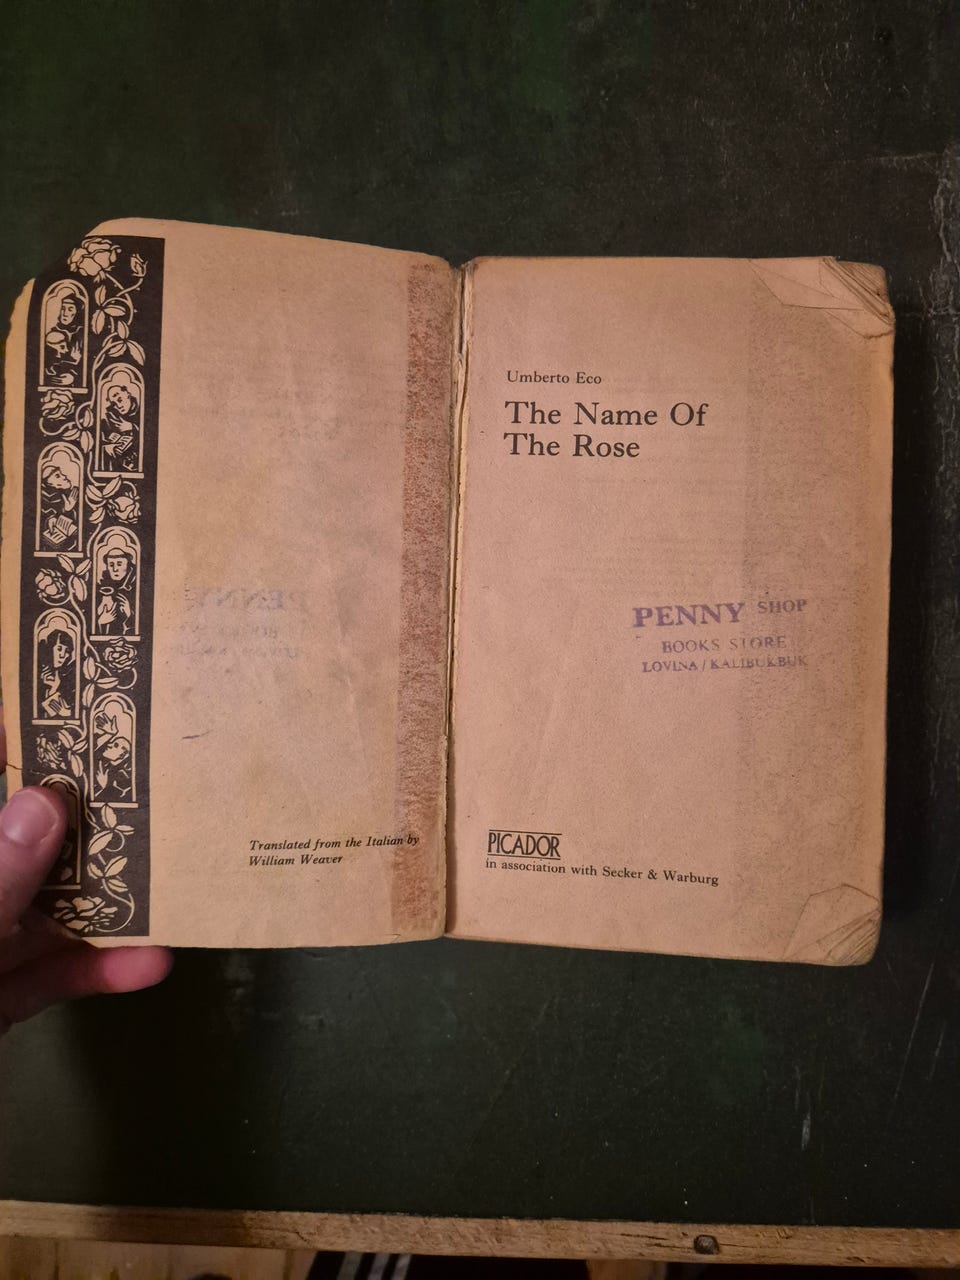 Translated from the Italian by
William Weaver
Umberto Eco
The Name Of
The Rose
PENNY SHOP
BOOKS STORE
LOVINA / KALIBUKBUK
PICADOR
in association with Secker & Warburg